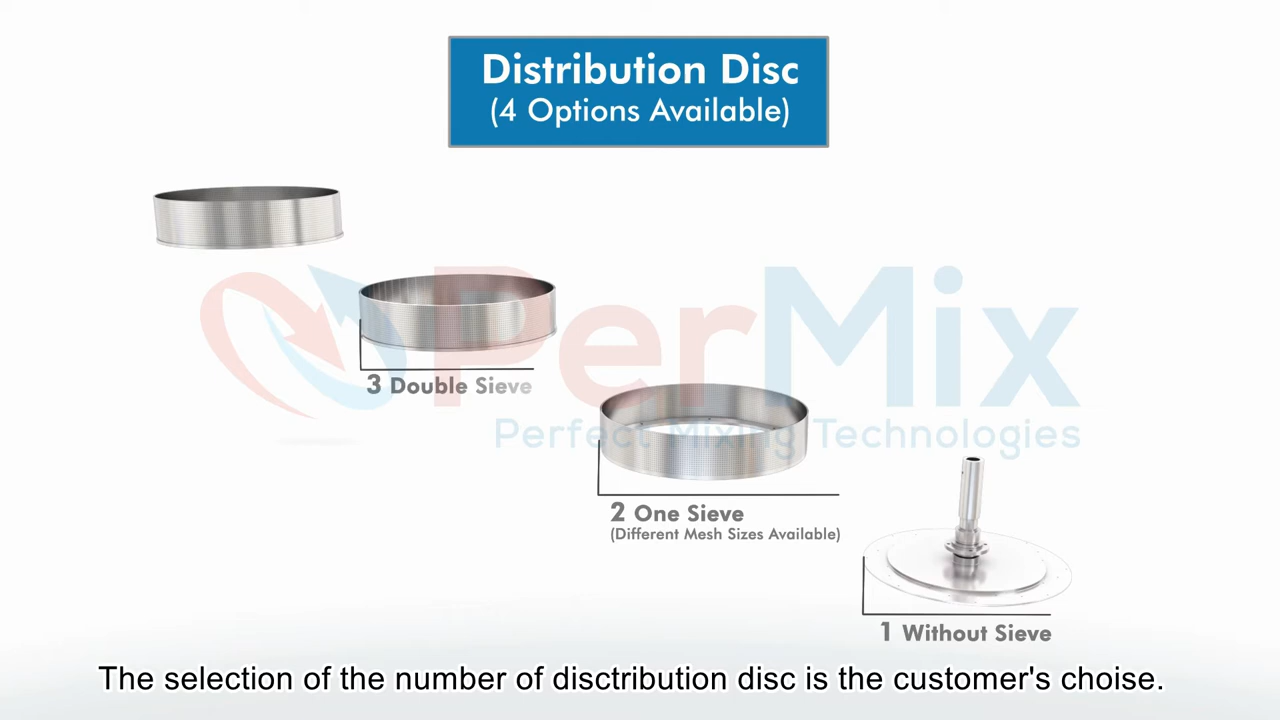 Distribution Disc
(4 Options Available)
PerMix
Perfect Mixing Technologies
3 Double Sieve
2 One Sieve
(Different Mesh Sizes Available)
1 Without Sieve
The selection of the number of disctribution disc is the customer's choise.